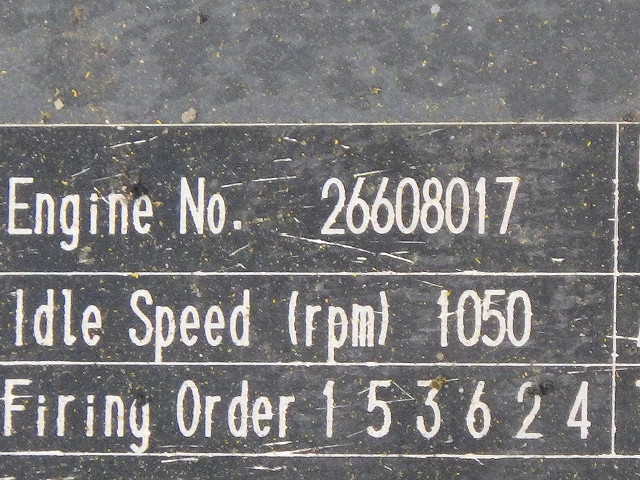 Engine No. 26608017
Idle Speed (rpm) 1050
Firing Order 1 5 3 6 2 4